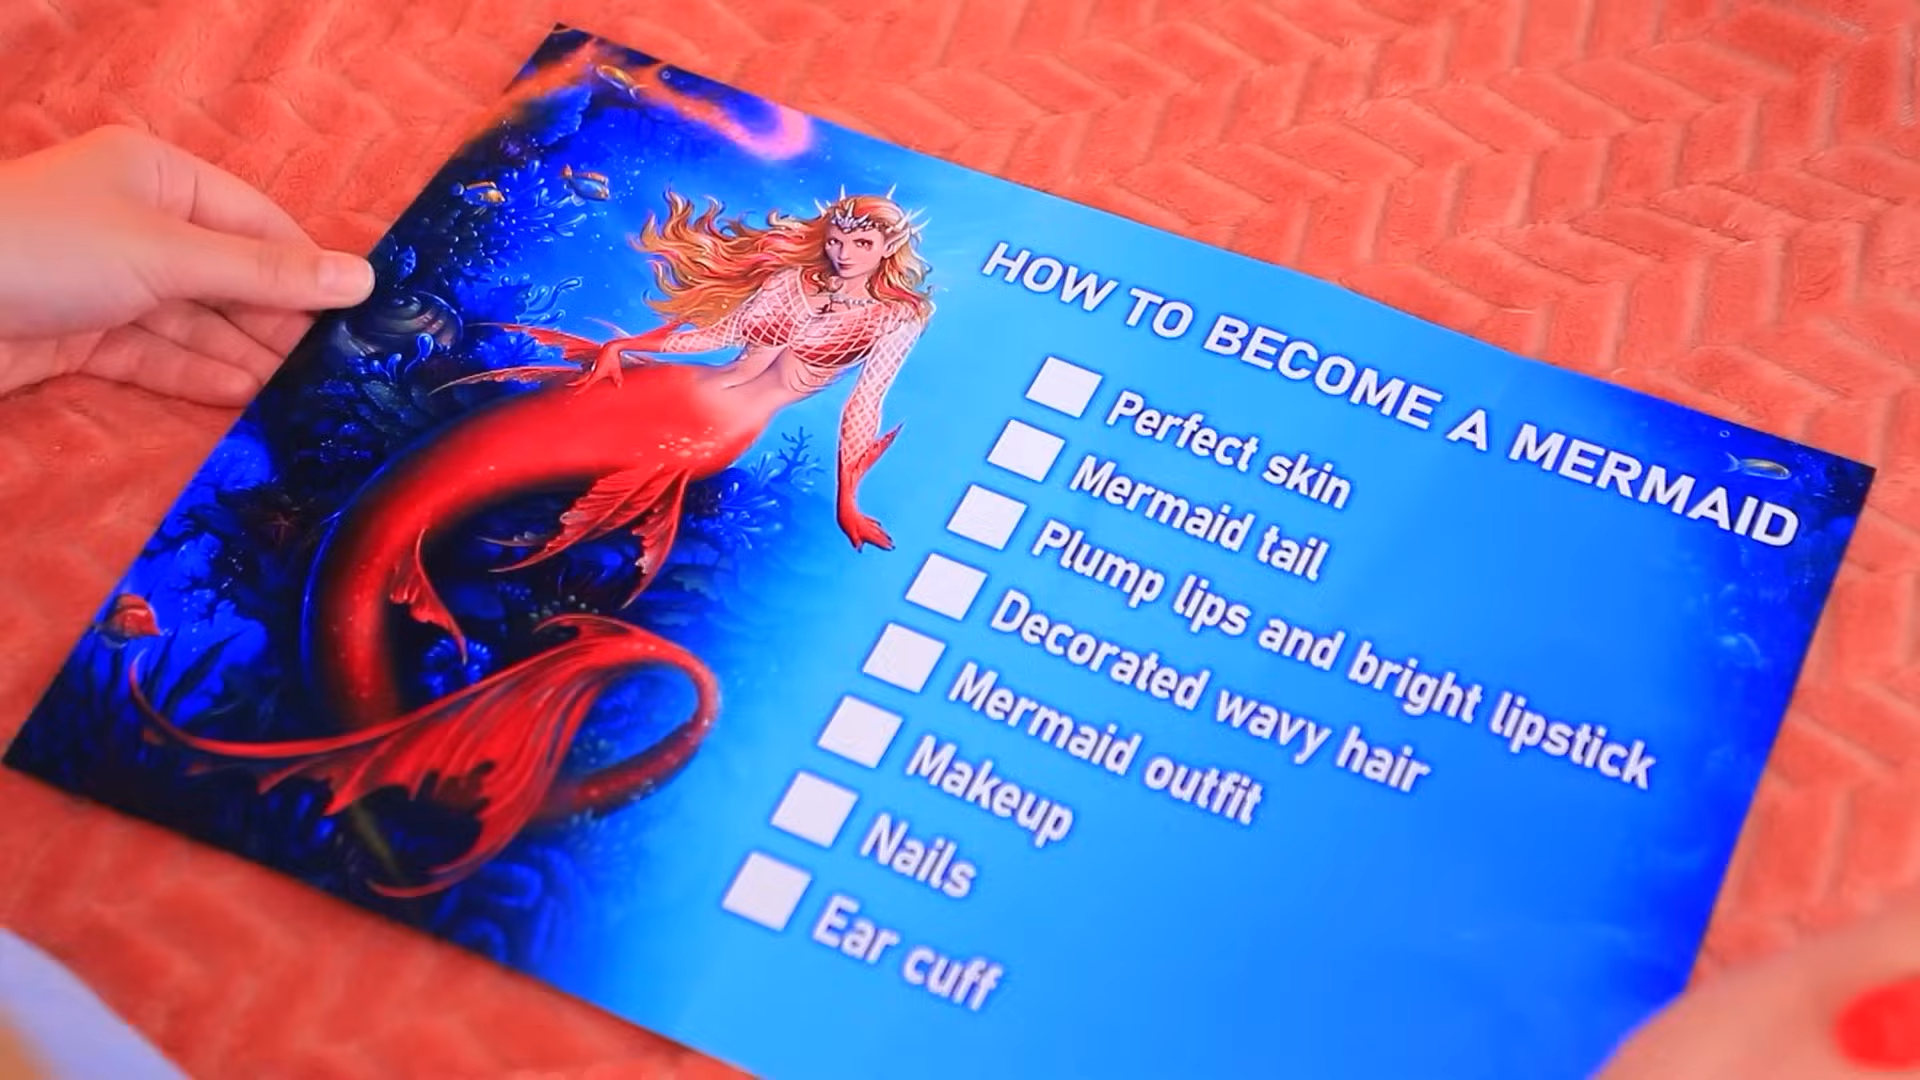 HOW TO BECOME A MERMAID
Perfect skin
Mermaid tail
Plump lips and bright lipstick
Decorated wavy hair
Mermaid outfit
Makeup
Nails
Ear cuff